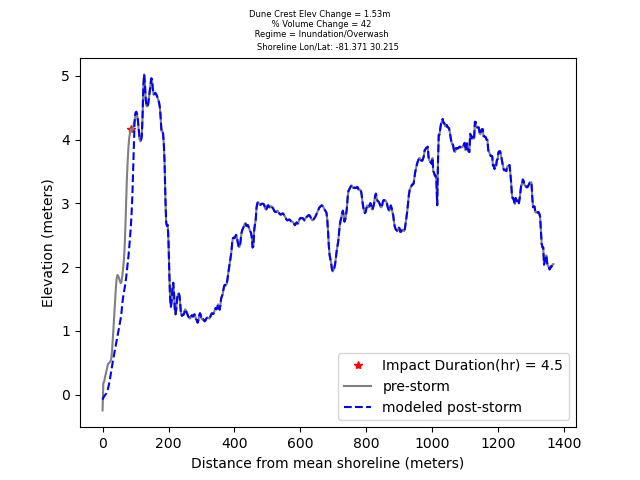 Dune Crest Elev Change = 1.53m
% Volume Change = 42
Regime = Inundation/Overwash
Shoreline Lon/Lat: -81.371 30.215
5
4
3
2
1
0
Elevation (meters)
Impact Duration(hr) = 4.5
pre-storm
modeled post-storm
0 200 400 600 800 1000 1200 1400
Distance from mean shoreline (meters)